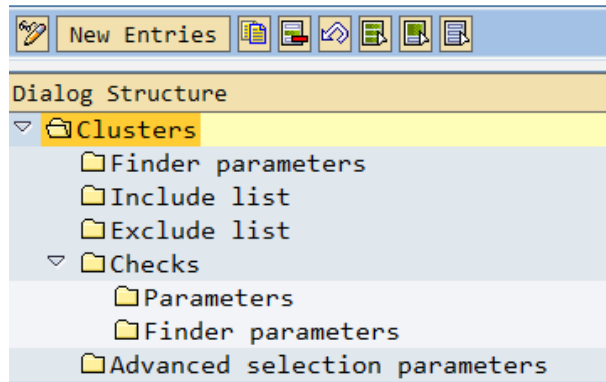 New Entries
Dialog Structure
Clusters
Finder parameters
Include list
Exclude list
Checks
Parameters
Finder parameters
Advanced selection parameters